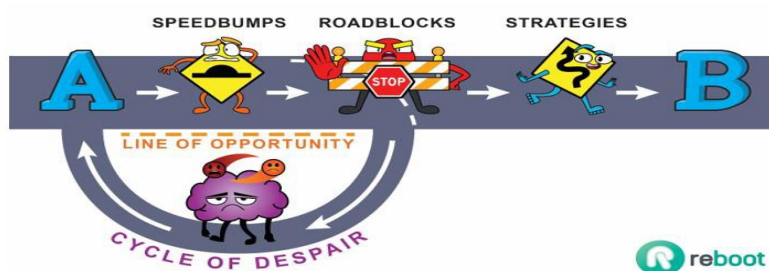 SPEEDBUMPS ROADBLOCKS STRATEGIES
A STOP B
LINE OF OPPORTUNITY
CYCLE OF DESPAIR
reboot